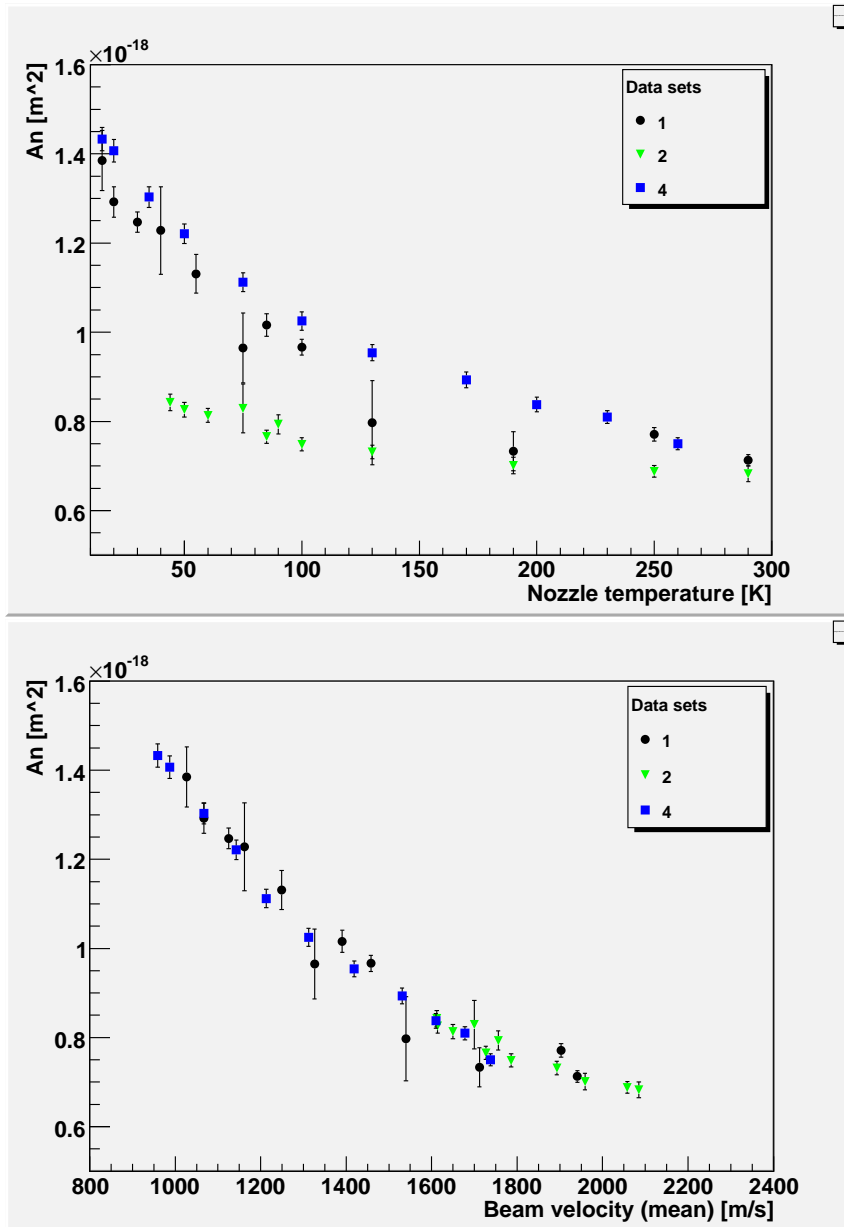 ×10^-18
An [m^2]
1.6
1.4
1.2
1
0.8
0.6
Data sets
1
2
4
50 100 150 200 250 300
Nozzle temperature [K]
×10^-18
An [m^2]
1.6
1.4
1.2
1
0.8
0.6
Data sets
1
2
4
800 1000 1200 1400 1600 1800 2000 2200 2400
Beam velocity (mean) [m/s]